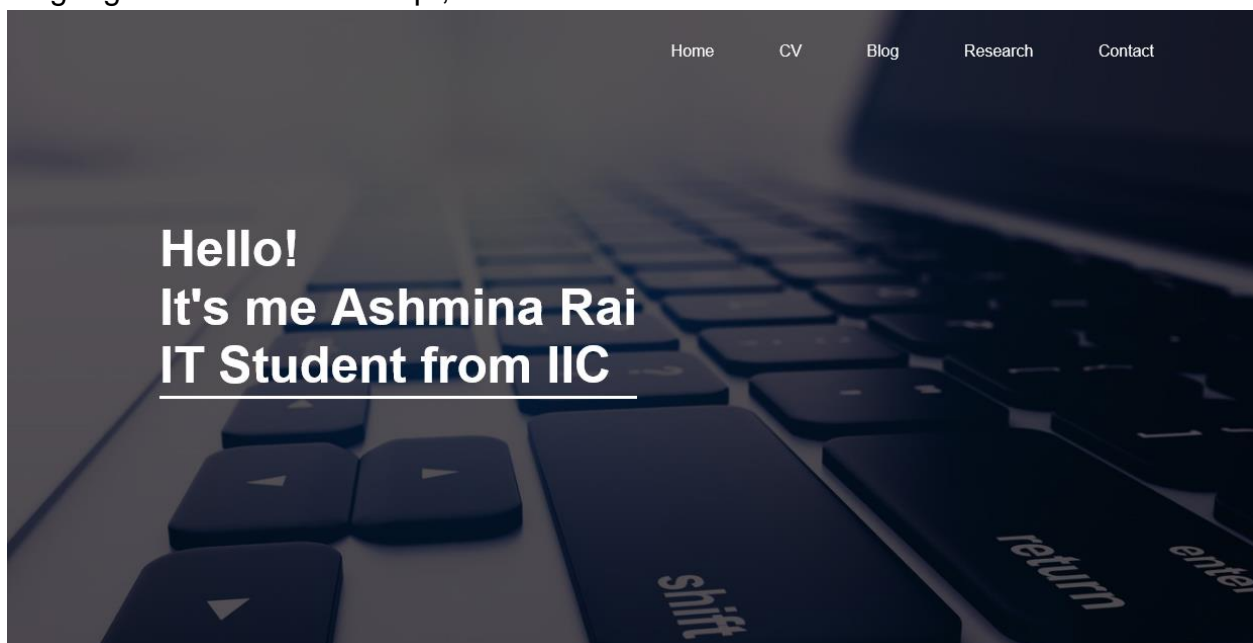 Home CV Blog Research Contact
Hello!
It's me Ashmina Rai
IT Student from IIC
shift
return
enter